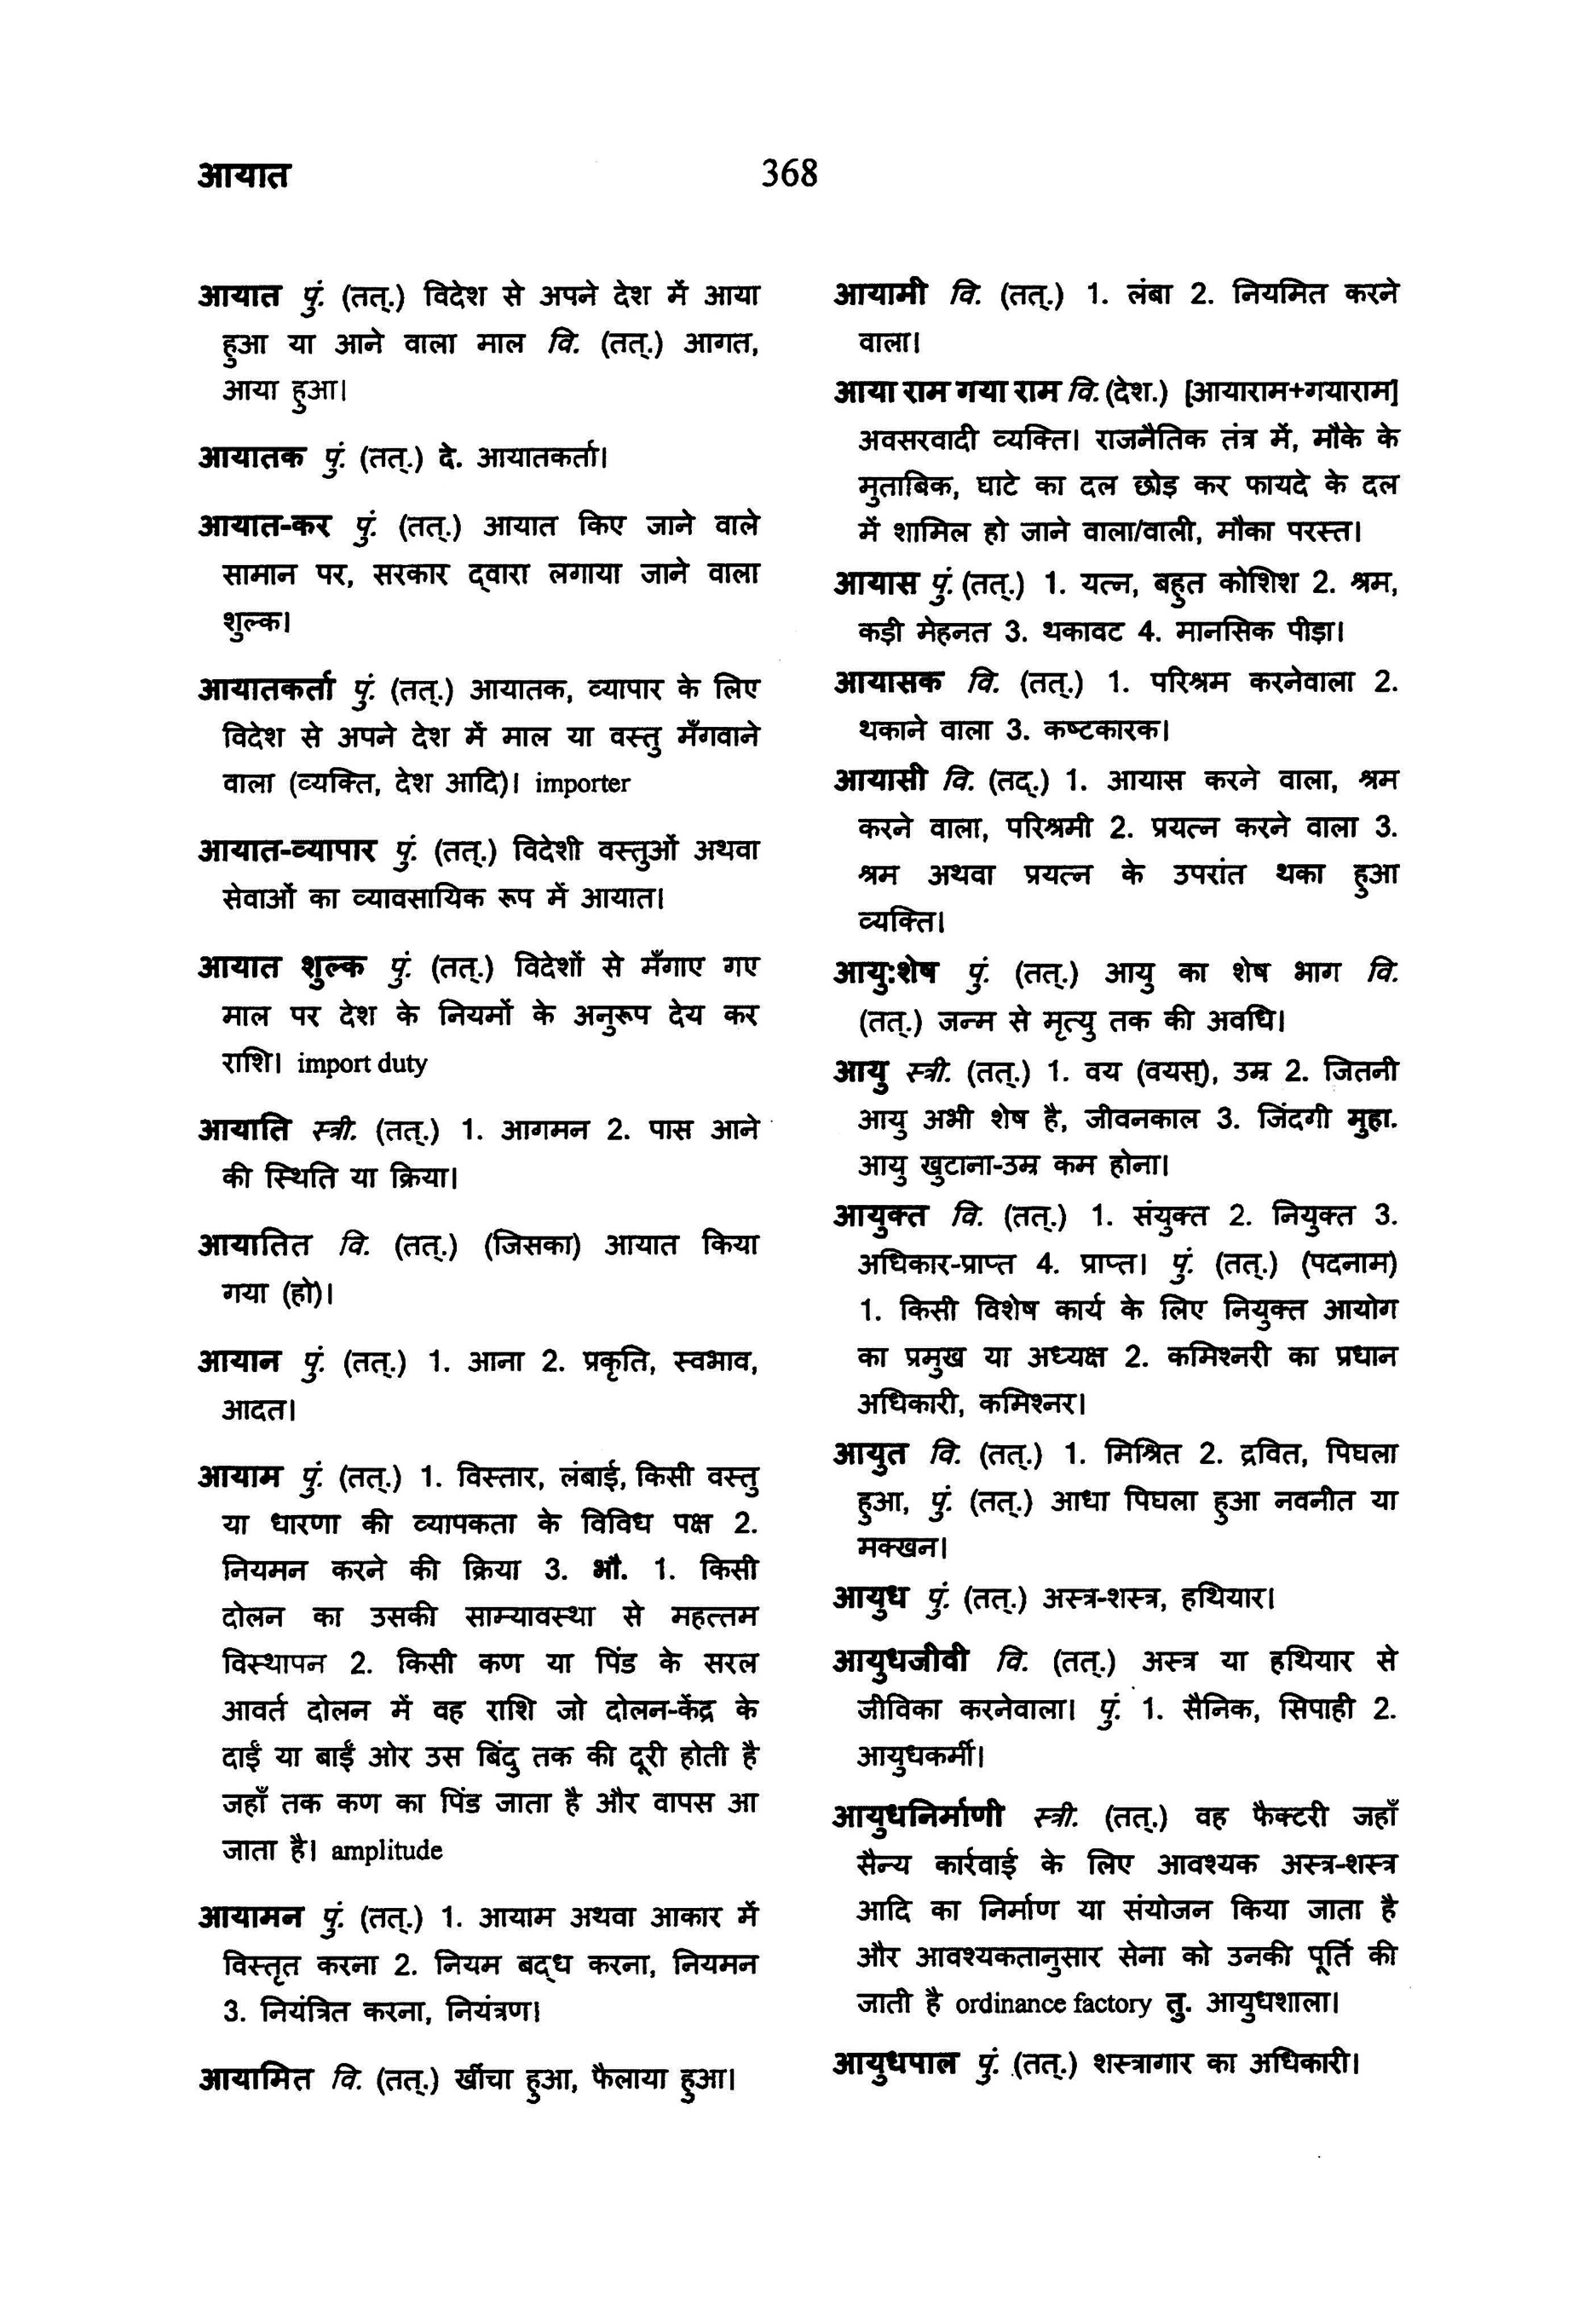 आयात
368
आयात पुं. (तत्.) विदेश से अपने देश में आया
हुआ या आने वाला माल वि. (तत्.) आगत,
आया हुआ।
आयातक पुं. (तत्.) दे. आयातकर्ता।
आयात-कर पुं. (तत्.) आयात किए जाने वाले
सामान पर, सरकार द्‌वारा लगाया जाने वाला
शुल्क।
आयातकर्ता पुं. (तत्.) आयातक, व्यापार के लिए
विदेश से अपने देश में माल या वस्तु मँगवाने
वाला (व्यक्ति, देश आदि)। importer
आयात-व्यापार पुं. (तत्.) विदेशी वस्तुओं अथवा
सेवाओं का व्यावसायिक रूप में आयात।
आयात शुल्क पुं. (तत्.) विदेशों से मँगाए गए
माल पर देश के नियमों के अनुरूप देय कर
राशि। import duty
आयाति स्त्री. (तत्.) 1. आगमन 2. पास आने
की स्थिति या क्रिया।
आयातित वि. (तत्.) (जिसका) आयात किया
गया (हो)।
आयान पुं. (तत्.) 1. आना 2. प्रकृति, स्वभाव,
आदत।
आयाम पुं. (तत्.) 1. विस्तार, लंबाई, किसी वस्तु
या धारणा की व्यापकता के विविध पक्ष 2.
नियमन करने की क्रिया 3. भौ. 1. किसी
दोलन का उसकी साम्यावस्था से महत्तम
विस्थापन 2. किसी कण या पिंड के सरल
आवर्त दोलन में वह राशि जो दोलन-केंद्र के
दाईं या बाईं ओर उस बिंदु तक की दूरी होती है
जहाँ तक कण का पिंड जाता है और वापस आ
जाता है। amplitude
आयामन पुं. (तत्.) 1. आयाम अथवा आकार में
विस्तृत करना 2. नियम बद्‌ध करना, नियमन
3. नियंत्रित करना, नियंत्रण।
आयामित वि. (तत्.) खींचा हुआ, फैलाया हुआ।
आयामी वि. (तत्.) 1. लंबा 2. नियमित करने
वाला।
आया राम गया राम वि. (देश.) [आयाराम+गयाराम]
अवसरवादी व्यक्ति। राजनैतिक तंत्र में, मौके के
मुताबिक, घाटे का दल छोड़ कर फायदे के दल
में शामिल हो जाने वाला/वाली, मौका परस्त।
आयास पुं. (तत्.) 1. यत्न, बहुत कोशिश 2. श्रम,
कड़ी मेहनत 3. थकावट 4. मानसिक पीड़ा।
आयासक वि. (तत्.) 1. परिश्रम करनेवाला 2.
थकाने वाला 3. कष्टकारक।
आयासी वि. (तद्.) 1. आयास करने वाला, श्रम
करने वाला, परिश्रमी 2. प्रयत्न करने वाला 3.
श्रम अथवा प्रयत्न के उपरांत थका हुआ
व्यक्ति।
आयु:शेष पुं. (तत्.) आयु का शेष भाग वि.
(तत्.) जन्म से मृत्यु तक की अवधि।
आयु स्त्री. (तत्.) 1. वय (वयस्), उम्र 2. जितनी
आयु अभी शेष है, जीवनकाल 3. जिंदगी मुहा.
आयु खुटाना-उम्र कम होना।
आयुक्त वि. (तत्.) 1. संयुक्त 2. नियुक्त 3.
अधिकार-प्राप्त 4. प्राप्त। पुं. (तत्.) (पदनाम)
1. किसी विशेष कार्य के लिए नियुक्त आयोग
का प्रमुख या अध्यक्ष 2. कमिश्नरी का प्रधान
अधिकारी, कमिश्नर।
आयुत वि. (तत्.) 1. मिश्रित 2. द्रवित, पिघला
हुआ, पुं. (तत्.) आधा पिघला हुआ नवनीत या
मक्खन।
आयुध पुं. (तत्.) अस्त्र-शस्त्र, हथियार।
आयुधजीवी वि. (तत्.) अस्त्र या हथियार से
जीविका करनेवाला। पुं. 1. सैनिक, सिपाही 2.
आयुधकर्मी।
आयुधनिर्माणी स्त्री. (तत्.) वह फैक्टरी जहाँ
सैन्य कार्रवाई के लिए आवश्यक अस्त्र-शस्त्र
आदि का निर्माण या संयोजन किया जाता है
और आवश्यकतानुसार सेना को उनकी पूर्ति की
जाती है ordinance factory तु. आयुधशाला।
आयुधपाल पुं. (तत्.) शस्त्रागार का अधिकारी।